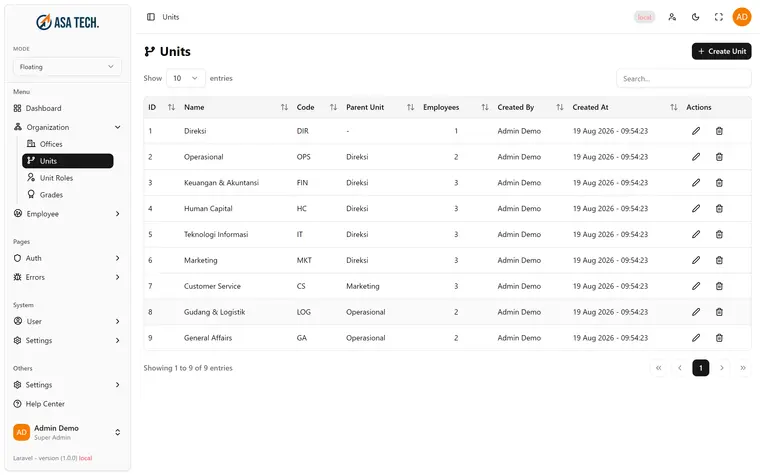 ASA TECH.
MODE
Floating
Menu
Dashboard
Organization
Offices
Units
Unit Roles
Grades
Employee
Pages
Auth
Errors
System
User
Settings
Others
Settings
Help Center
AD
Admin Demo
Super Admin
Laravel - version (1.0.0) local
Units
local
AD
Units
Create Unit
Show 10 entries
Search...
ID Name Code Parent Unit Employees Created By Created At Actions
1 Direksi DIR - 1 Admin Demo 19 Aug 2026 - 09:54:23
2 Operasional OPS Direksi 2 Admin Demo 19 Aug 2026 - 09:54:23
3 Keuangan & Akuntansi FIN Direksi 3 Admin Demo 19 Aug 2026 - 09:54:23
4 Human Capital HC Direksi 3 Admin Demo 19 Aug 2026 - 09:54:23
5 Teknologi Informasi IT Direksi 3 Admin Demo 19 Aug 2026 - 09:54:23
6 Marketing MKT Direksi 3 Admin Demo 19 Aug 2026 - 09:54:23
7 Customer Service CS Marketing 3 Admin Demo 19 Aug 2026 - 09:54:23
8 Gudang & Logistik LOG Operasional 2 Admin Demo 19 Aug 2026 - 09:54:23
9 General Affairs GA Operasional 2 Admin Demo 19 Aug 2026 - 09:54:23
Showing 1 to 9 of 9 entries
1